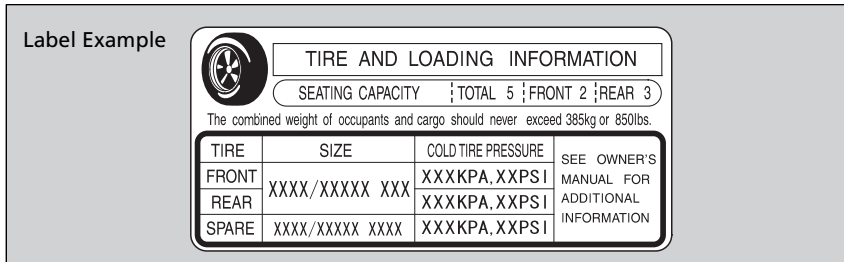 Label Example
TIRE AND LOADING INFORMATION
SEATING CAPACITY TOTAL 5 FRONT 2 REAR 3
The combined weight of occupants and cargo should never exceed 385kg or 850lbs.
TIRE SIZE COLD TIRE PRESSURE
FRONT XXXX/XXXXX XXX XXXKPA,XXPSI
REAR XXXKPA,XXPSI
SPARE XXXX/XXXXX XXXX XXXKPA,XXPSI
SEE OWNER'S
MANUAL FOR
ADDITIONAL
INFORMATION